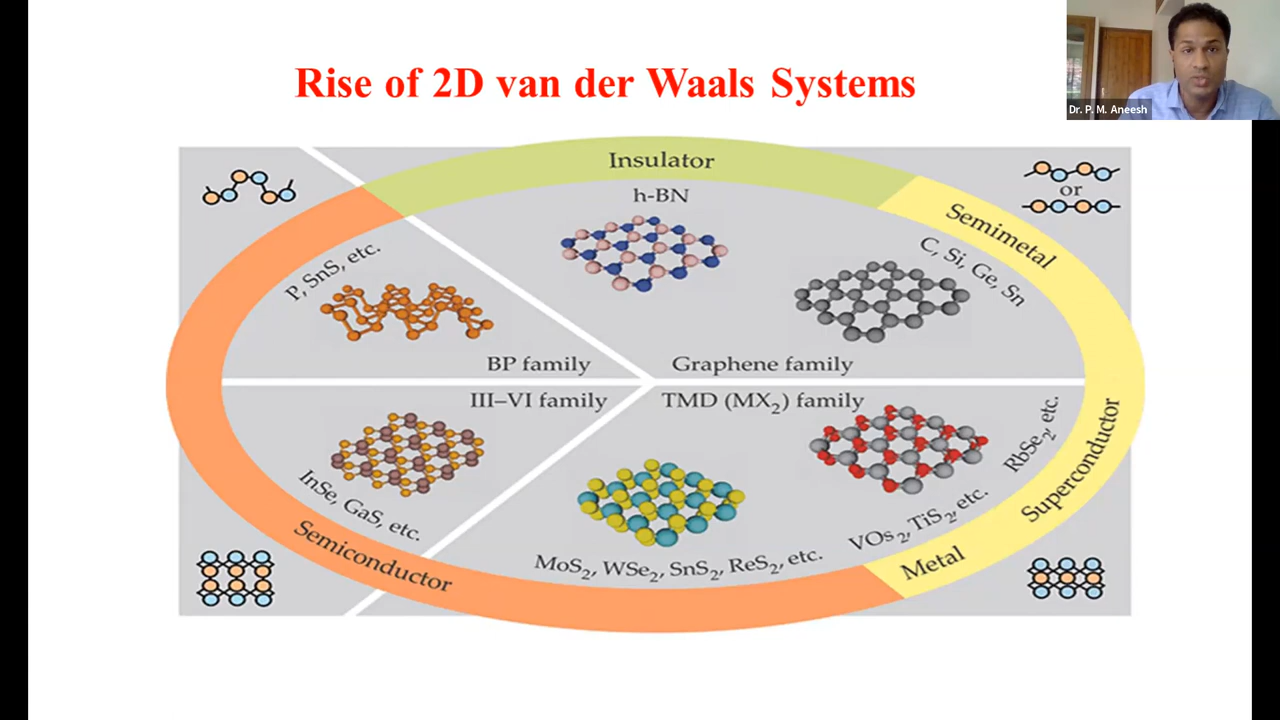 Rise of 2D van der Waals Systems
Dr. P. M. Aneesh
Insulator
h-BN
or
Semimetal
C, Si, Ge, Sn
P, SnS, etc.
BP family
Graphene family
III–VI family
TMD (MX₂) family
InSe, GaS, etc.
MoS₂, WSe₂, SnS₂, ReS₂, etc.
VOs₂, TiS₂, etc.
RbSe₂, etc.
Semiconductor
Metal
Superconductor